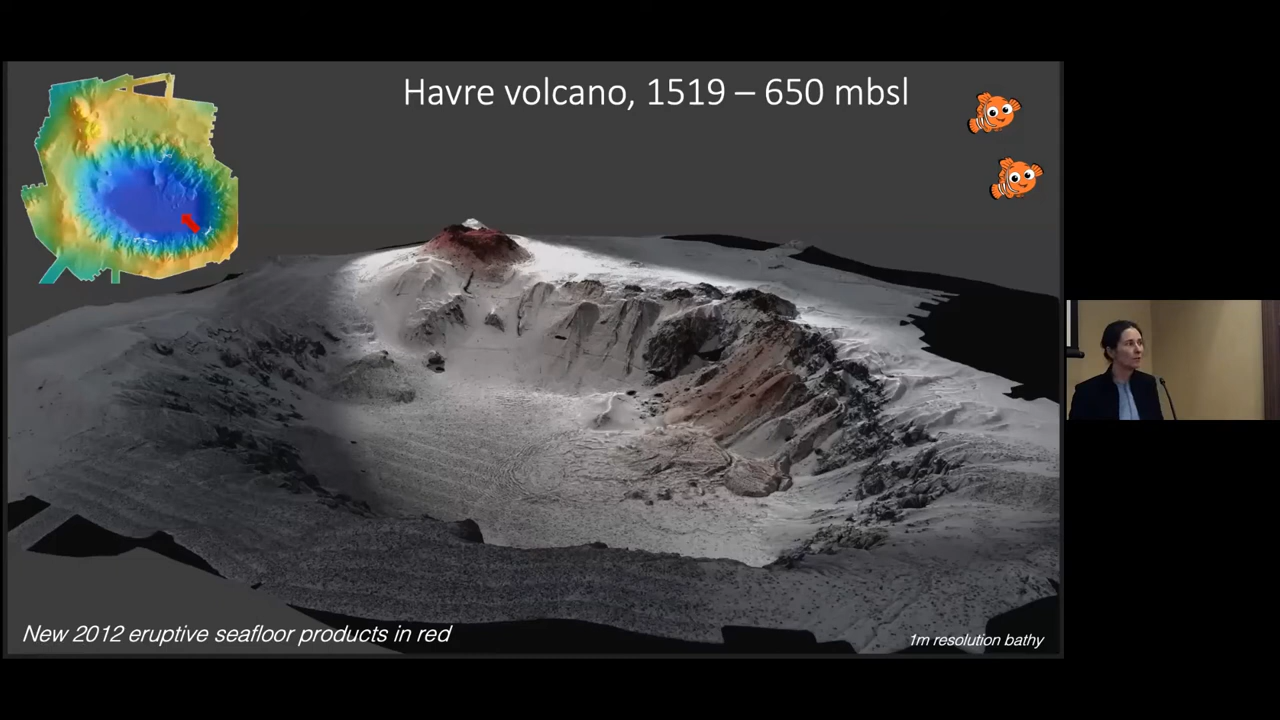 Havre volcano, 1519 – 650 mbsl
New 2012 eruptive seafloor products in red
1m resolution bathy